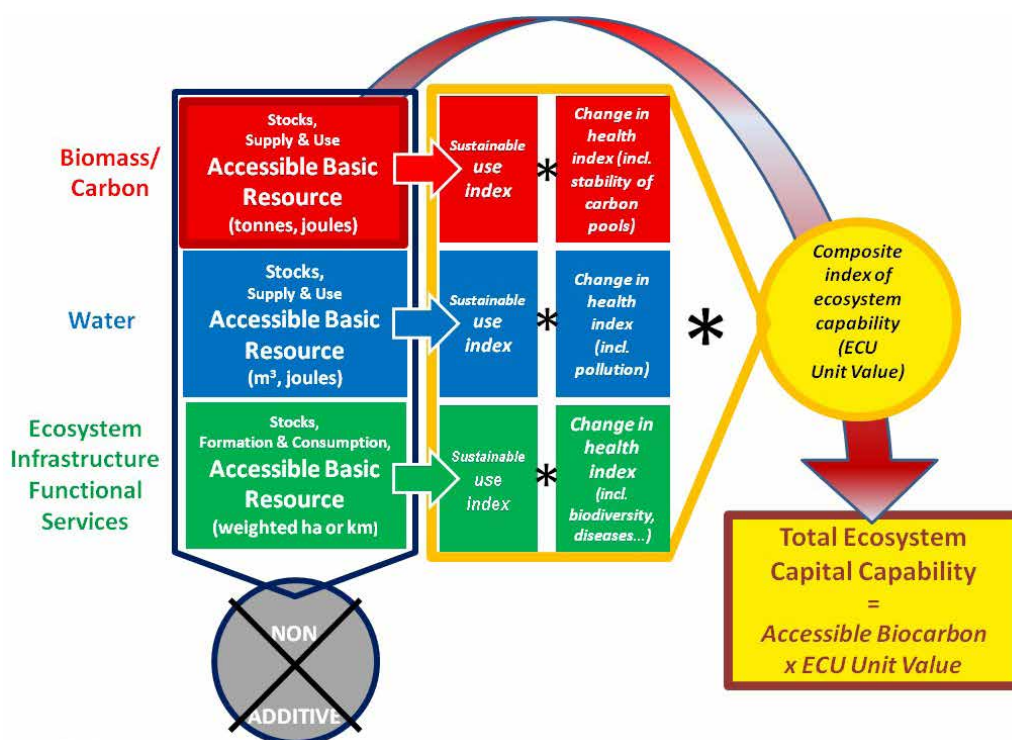 Biomass/
Carbon
Stocks,
Supply & Use
Accessible Basic
Resource
(tonnes, joules)
Sustainable
use
index
*
Change in
health
index (incl.
stability of
carbon
pools)
Water
Stocks,
Supply & Use
Accessible Basic
Resource
(m³, joules)
Sustainable
use
index
*
Change in
health
index
(incl.
pollution)
*
Ecosystem
Infrastructure
Functional
Services
Stocks,
Formation & Consumption,
Accessible Basic
Resource
(weighted ha or km)
Sustainable
use
index
*
Change in
health
index
(incl.
biodiversity,
diseases...)
Composite
index of
ecosystem
capability
(ECU
Unit Value)
NON
ADDITIVE
Total Ecosystem
Capital Capability
=
Accessible Biocarbon
x ECU Unit Value